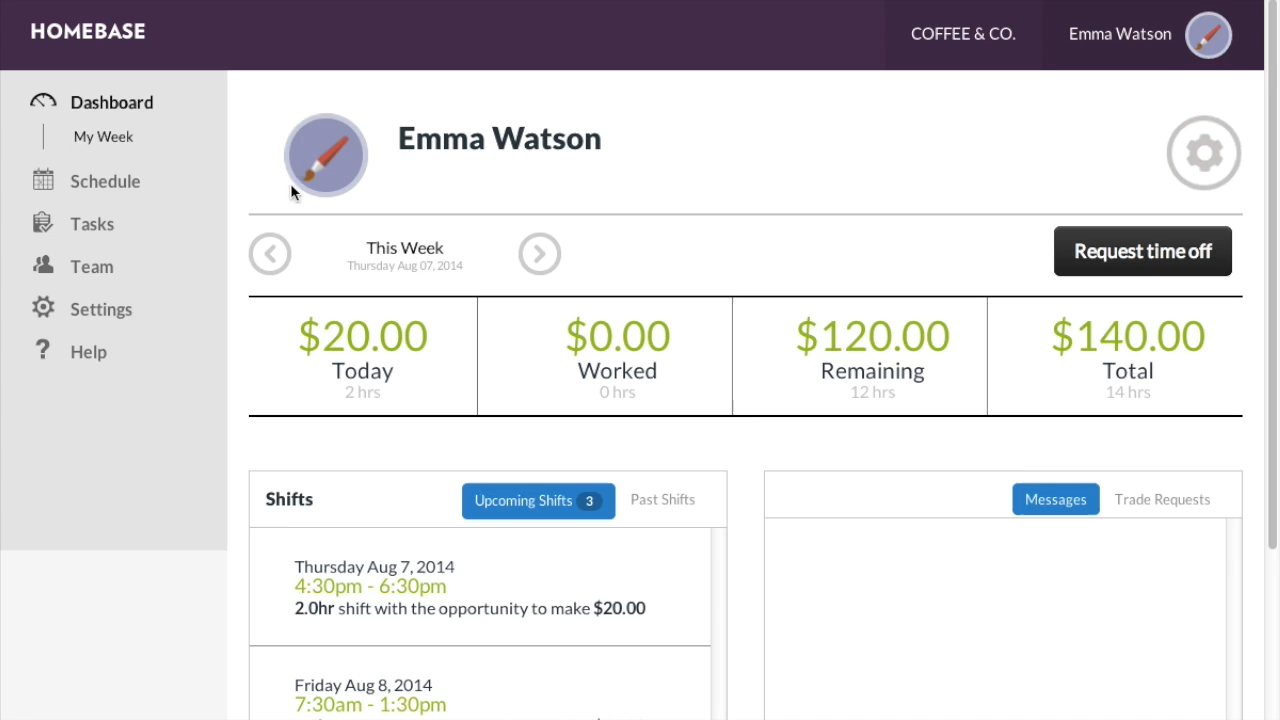 HOMEBASE
COFFEE & CO.
Emma Watson
Dashboard
My Week
Schedule
Tasks
Team
Settings
? Help
Emma Watson
This Week
Thursday Aug 07, 2014
Request time off
$20.00
Today
2 hrs
$0.00
Worked
0 hrs
$120.00
Remaining
12 hrs
$140.00
Total
14 hrs
Shifts
Upcoming Shifts 3
Past Shifts
Thursday Aug 7, 2014
4:30pm - 6:30pm
2.0hr shift with the opportunity to make $20.00
Friday Aug 8, 2014
7:30am - 1:30pm
Messages
Trade Requests